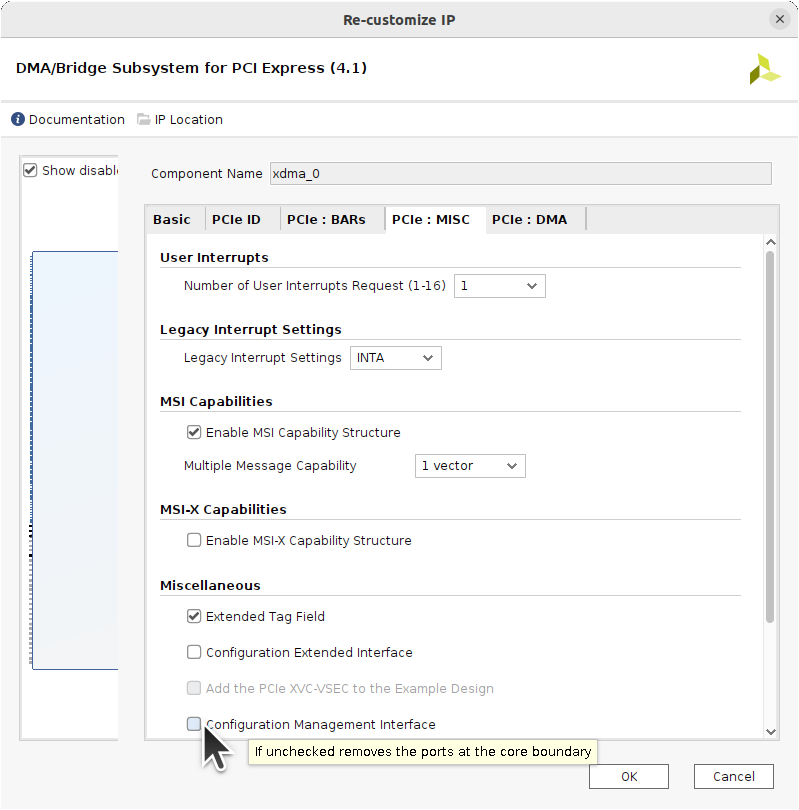 Re-customize IP
DMA/Bridge Subsystem for PCI Express (4.1)
Documentation IP Location
Show disable
Component Name xdma_0
Basic PCIe ID PCIe : BARs PCIe : MISC PCIe : DMA
User Interrupts
Number of User Interrupts Request (1-16) 1
Legacy Interrupt Settings
Legacy Interrupt Settings INTA
MSI Capabilities
Enable MSI Capability Structure
Multiple Message Capability 1 vector
MSI-X Capabilities
Enable MSI-X Capability Structure
Miscellaneous
Extended Tag Field
Configuration Extended Interface
Add the PCIe XVC-VSEC to the Example Design
Configuration Management Interface
If unchecked removes the ports at the core boundary
OK Cancel